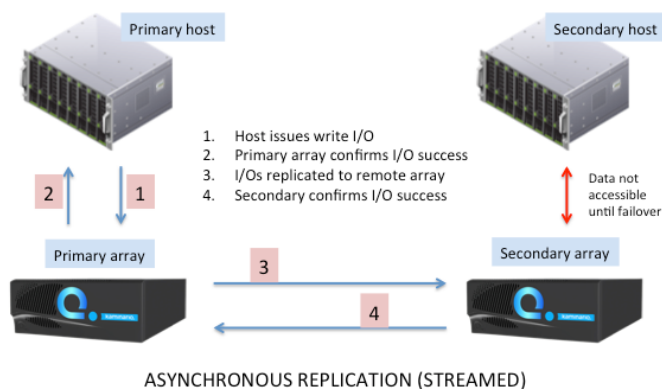 Primary host
Secondary host
1. Host issues write I/O
2. Primary array confirms I/O success
3. I/Os replicated to remote array
4. Secondary confirms I/O success
2
1
Data not
accessible
until failover
Primary array
Secondary array
3
4
ASYNCHRONOUS REPLICATION (STREAMED)